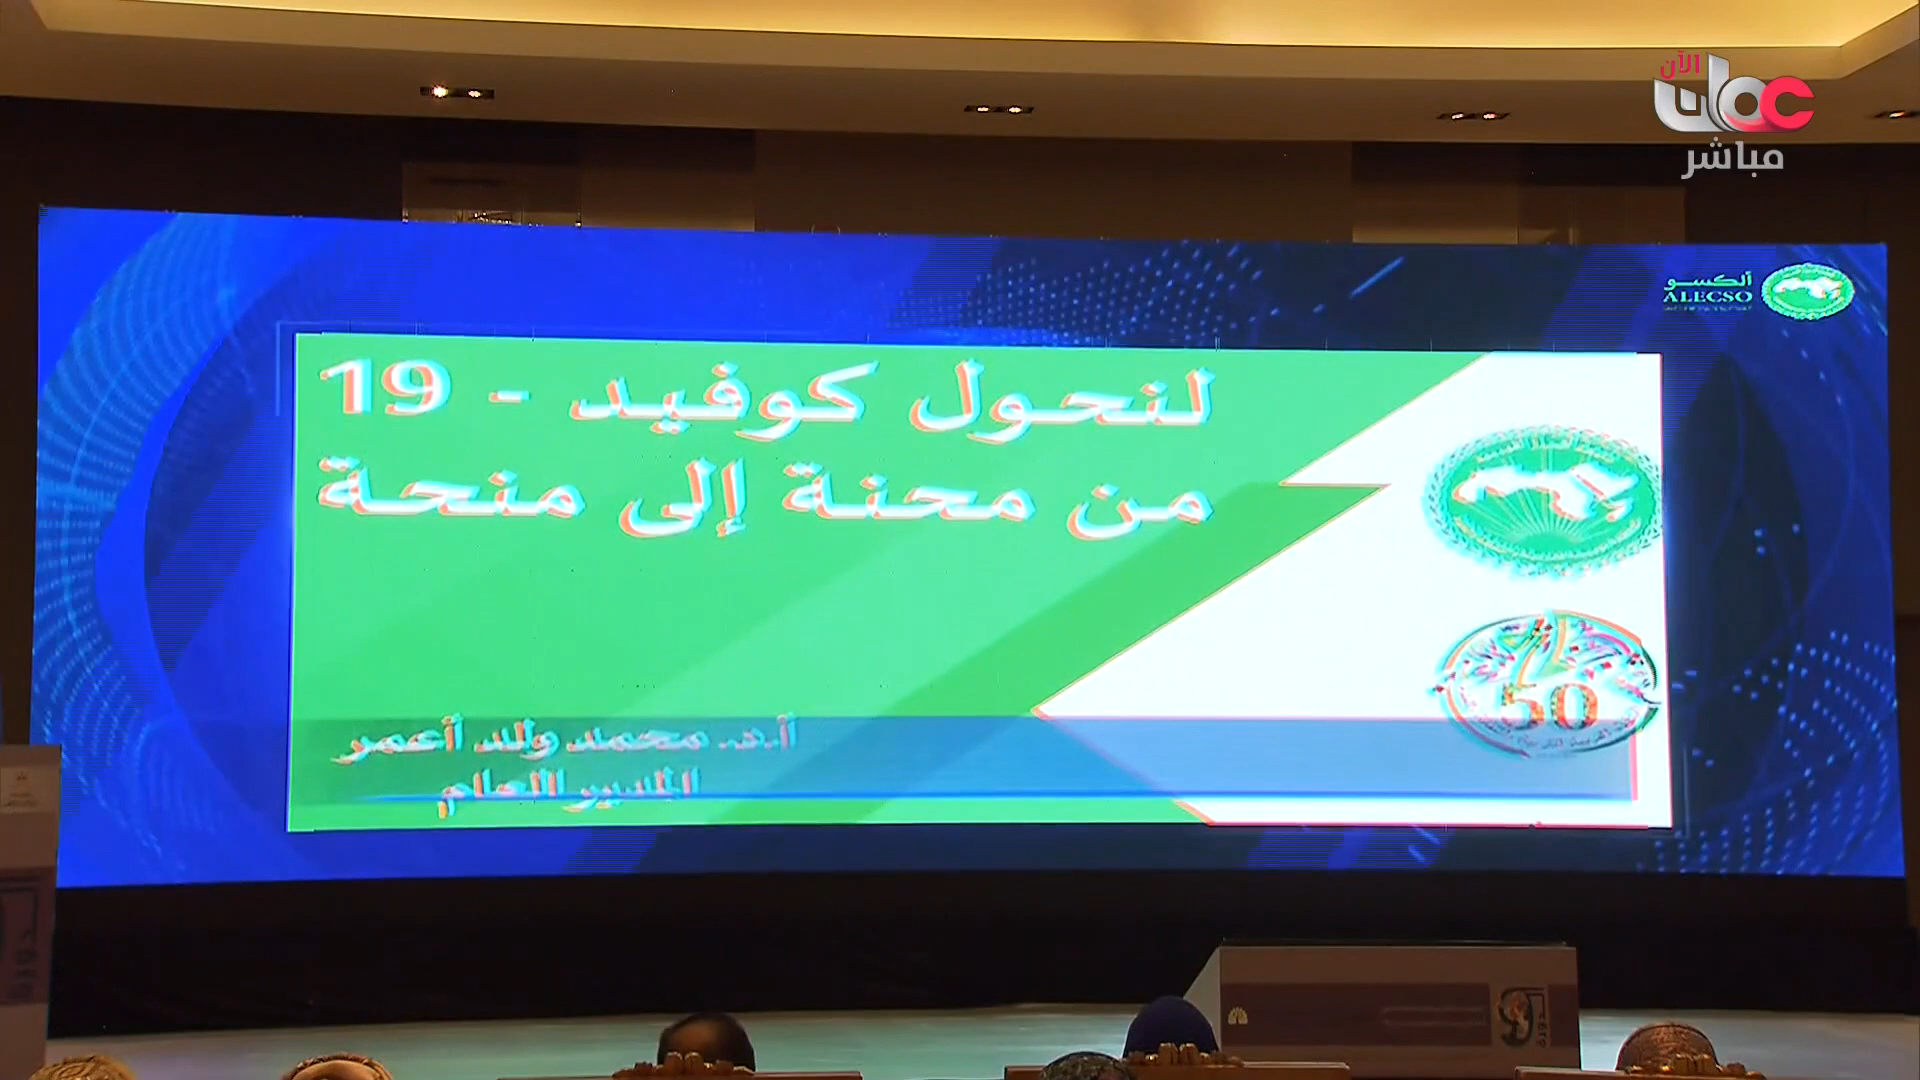 الآن
عمان
مباشر
ألكسو
ALECSO
لنحول كوفيد - 19
من محنة إلى منحة
50
أ.د. محمد ولد أعمر
المدير العام